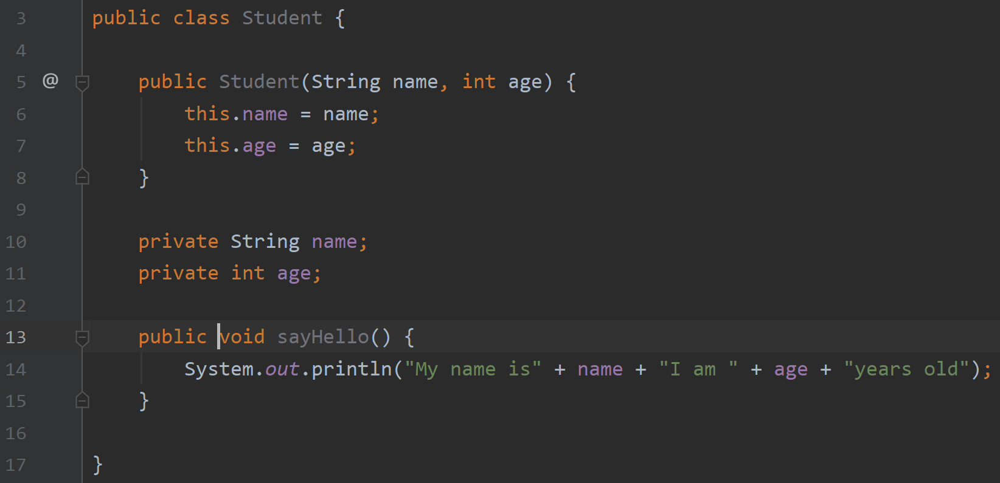 3 public class Student {
4
5 @ public Student(String name, int age) {
6 this.name = name;
7 this.age = age;
8 }
9
10 private String name;
11 private int age;
12
13 public void sayHello() {
14 System.out.println("My name is" + name + "I am " + age + "years old");
15 }
16
17 }